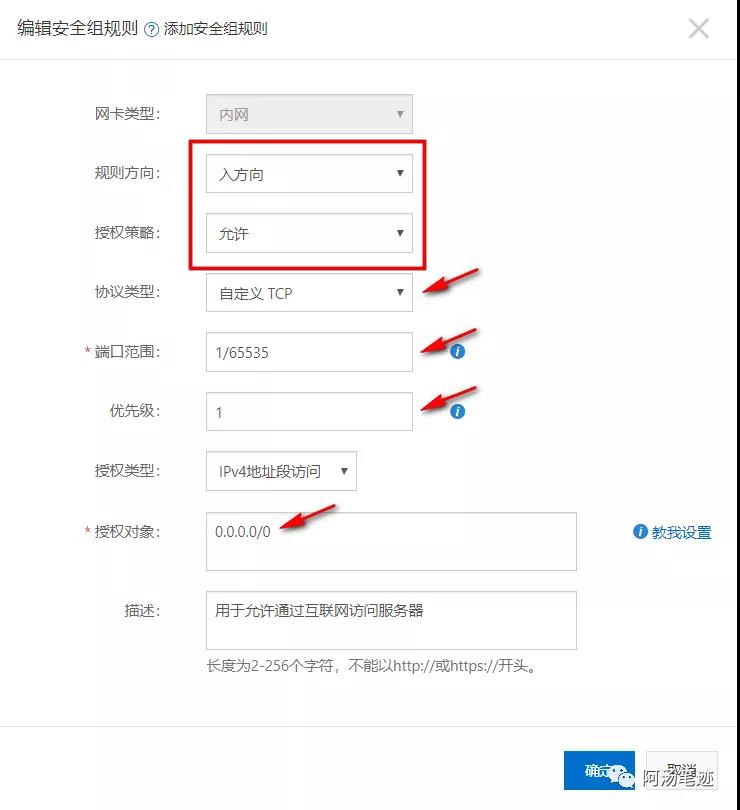 编辑安全组规则 ? 添加安全组规则
网卡类型： 内网
规则方向： 入方向
授权策略： 允许
协议类型： 自定义 TCP
* 端口范围： 1/65535
优先级： 1
授权类型： IPv4地址段访问
* 授权对象： 0.0.0.0/0
教我设置
描述： 用于允许通过互联网访问服务器
长度为2-256个字符，不能以http://或https://开头。
确定 取消
阿汤笔迹